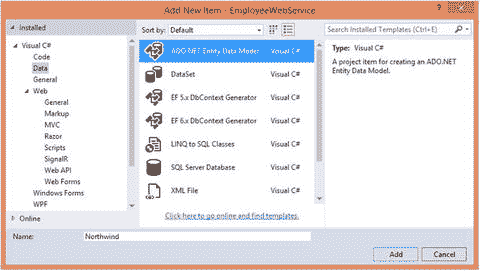 Add New Item - EmployeeWebService
Installed
Sort by: Default
Search Installed Templates (Ctrl+E)
Visual C#
Code
Data
General
Web
General
Markup
MVC
Razor
Scripts
SignalR
Web API
Web Forms
Windows Forms
WPF
Online
ADO.NET Entity Data Model Visual C#
DataSet Visual C#
EF 5.x DbContext Generator Visual C#
EF 6.x DbContext Generator Visual C#
LINQ to SQL Classes Visual C#
SQL Server Database Visual C#
XML File Visual C#
Click here to go online and find templates.
Type: Visual C#
A project item for creating an ADO.NET
Entity Data Model.
Name: Northwind
Add Cancel